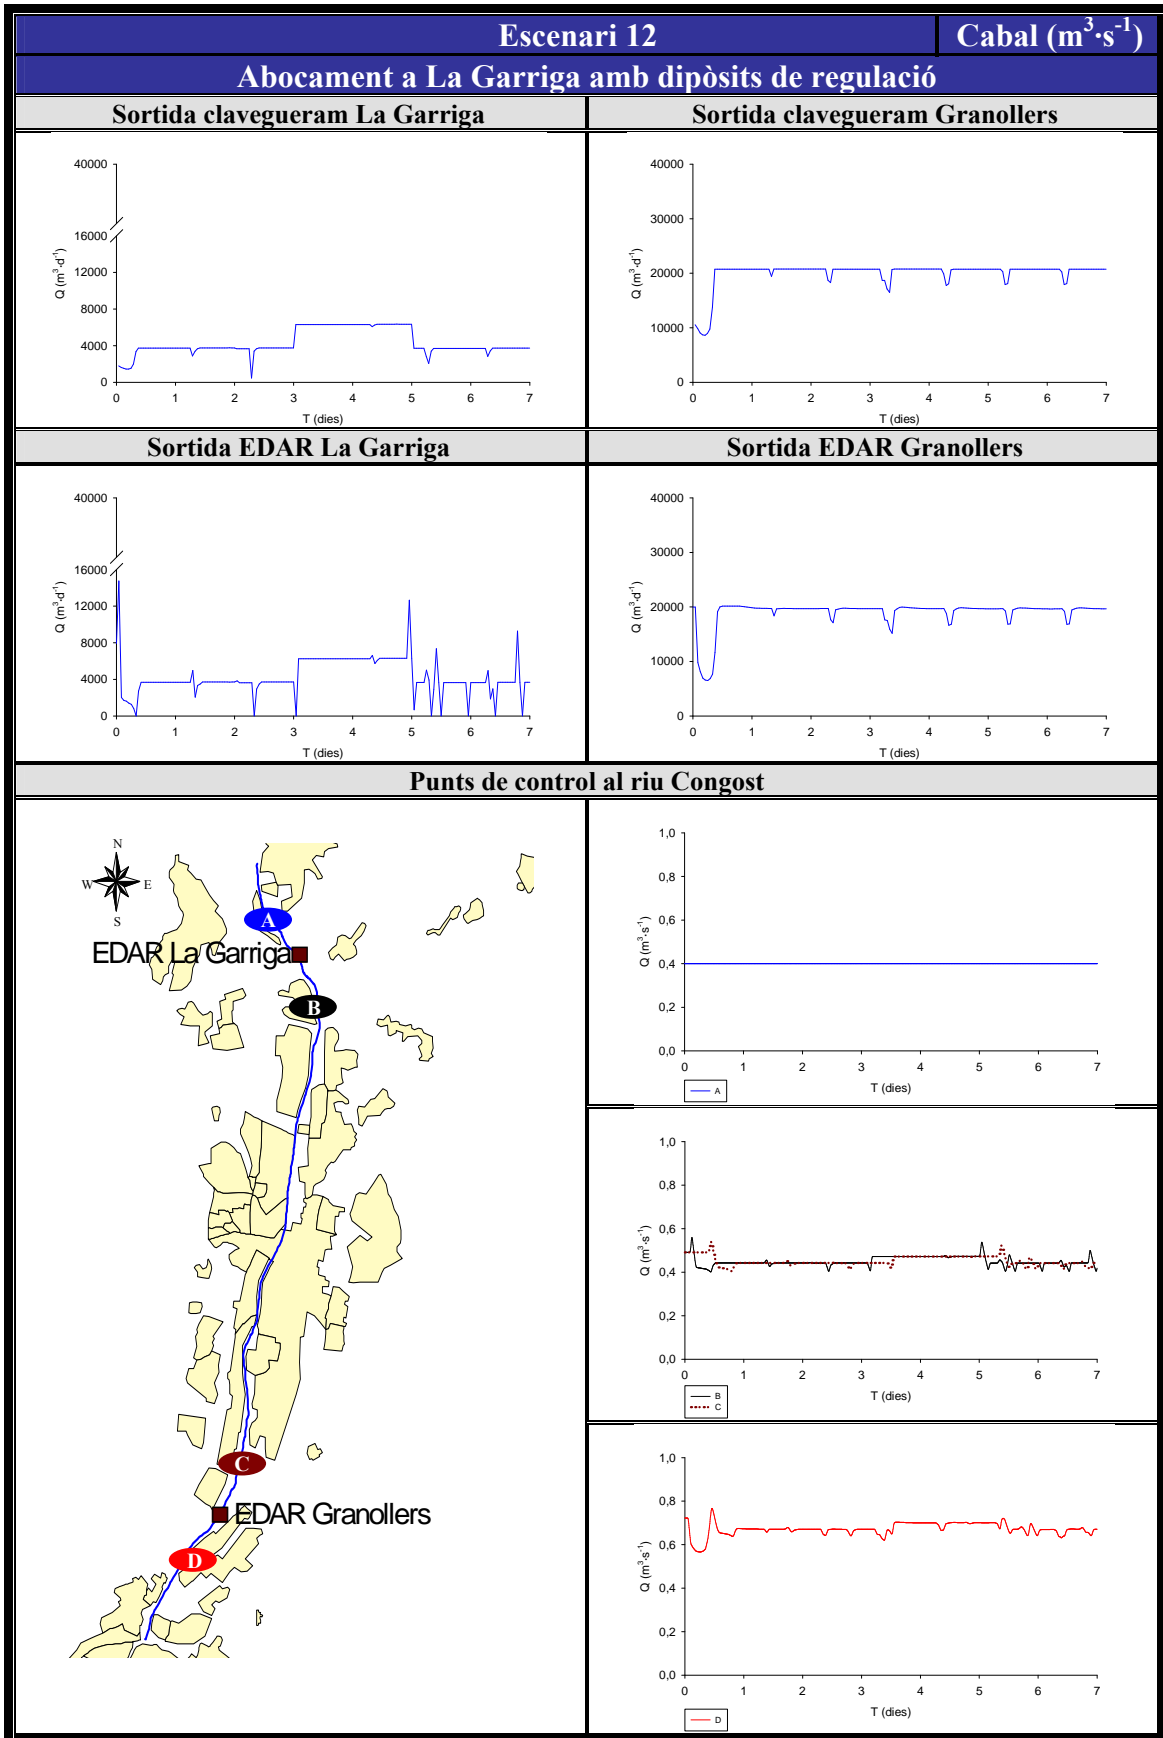 Escenari 12
Cabal (m³·s⁻¹)
Abocament a La Garriga amb dipòsits de regulació
Sortida clavegueram La Garriga
Sortida clavegueram Granollers
40000
16000
12000
8000
4000
0
Q (m³·d⁻¹)
0 1 2 3 4 5 6 7
T (dies)
40000
30000
20000
10000
0
Q (m³·d⁻¹)
0 1 2 3 4 5 6 7
T (dies)
Sortida EDAR La Garriga
Sortida EDAR Granollers
40000
16000
12000
8000
4000
0
Q (m³·d⁻¹)
0 1 2 3 4 5 6 7
T (dies)
40000
30000
20000
10000
0
Q (m³·d⁻¹)
0 1 2 3 4 5 6 7
T (dies)
Punts de control al riu Congost
N
W E
S
A
EDAR La Garriga
B
C
EDAR Granollers
D
1,0
0,8
0,6
0,4
0,2
0,0
Q (m³·s⁻¹)
0 1 2 3 4 5 6 7
T (dies)
A
1,0
0,8
0,6
0,4
0,2
0,0
Q (m³·s⁻¹)
0 1 2 3 4 5 6 7
T (dies)
B
C
1,0
0,8
0,6
0,4
0,2
0,0
Q (m³·s⁻¹)
0 1 2 3 4 5 6 7
T (dies)
D